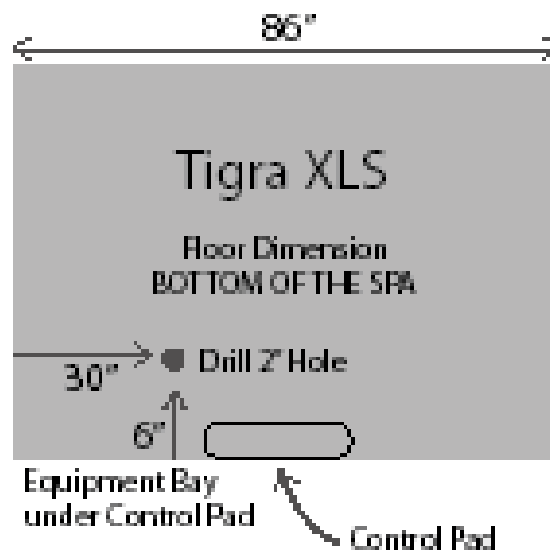 86"
Tigra XLS
Floor Dimension
BOTTOM OF THE SPA
Drill 2" Hole
30"
6"
Equipment Bay
under Control Pad
Control Pad